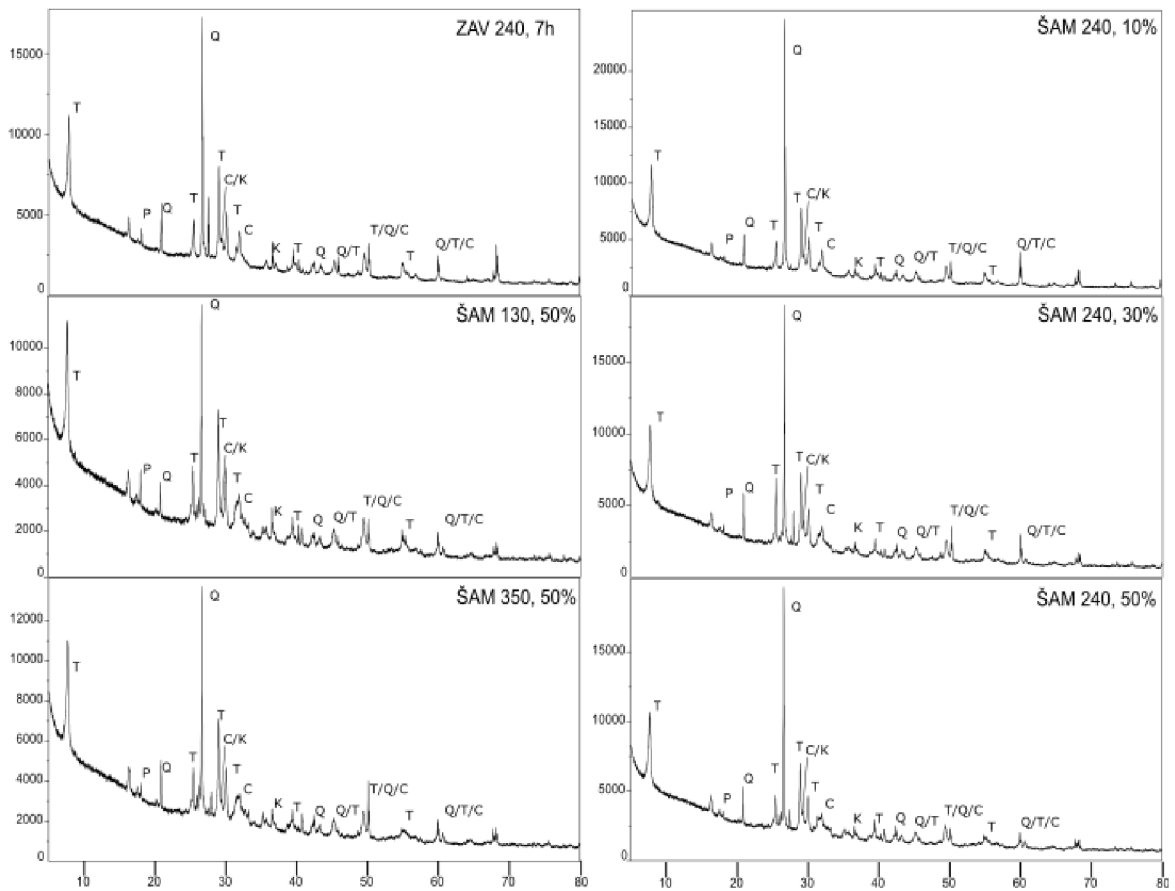 ZAV 240, 7h
15000
10000
5000
0
T
P
Q
T
Q
T
C/K
T
C
K
T
Q
Q/T
T/Q/C
T
Q/T/C
ŠAM 240, 10%
20000
15000
10000
5000
0
T
P
Q
T
Q
T
C/K
T
C
K
T
Q
Q/T
T/Q/C
T
Q/T/C
ŠAM 130, 50%
10000
8000
6000
4000
2000
0
T
P
Q
T
Q
T
C/K
T
C
K
T
Q
Q/T
T/Q/C
T
Q/T/C
ŠAM 240, 30%
15000
10000
5000
0
T
P
Q
T
Q
T
C/K
T
C
K
T
Q
Q/T
T/Q/C
T
Q/T/C
ŠAM 350, 50%
12000
10000
8000
6000
4000
2000
0
T
P
Q
T
Q
T
C/K
T
C
K
T
Q
Q/T
T/Q/C
T
Q/T/C
10 20 30 40 50 60 70 80
ŠAM 240, 50%
15000
10000
5000
0
T
P
Q
T
Q
T
C/K
T
C
K
T
Q
Q/T
T/Q/C
T
Q/T/C
10 20 30 40 50 60 70 80